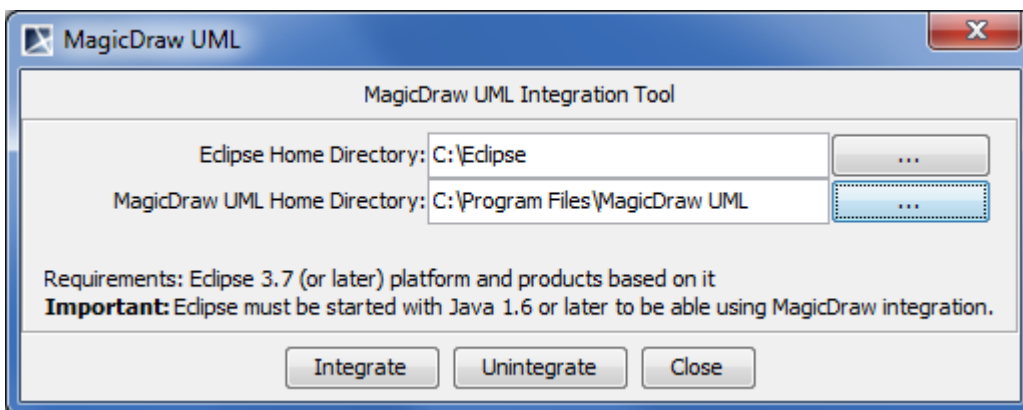 MagicDraw UML
MagicDraw UML Integration Tool
Eclipse Home Directory: C:\Eclipse ...
MagicDraw UML Home Directory: C:\Program Files\MagicDraw UML ...
Requirements: Eclipse 3.7 (or later) platform and products based on it
Important: Eclipse must be started with Java 1.6 or later to be able using MagicDraw integration.
Integrate Unintegrate Close